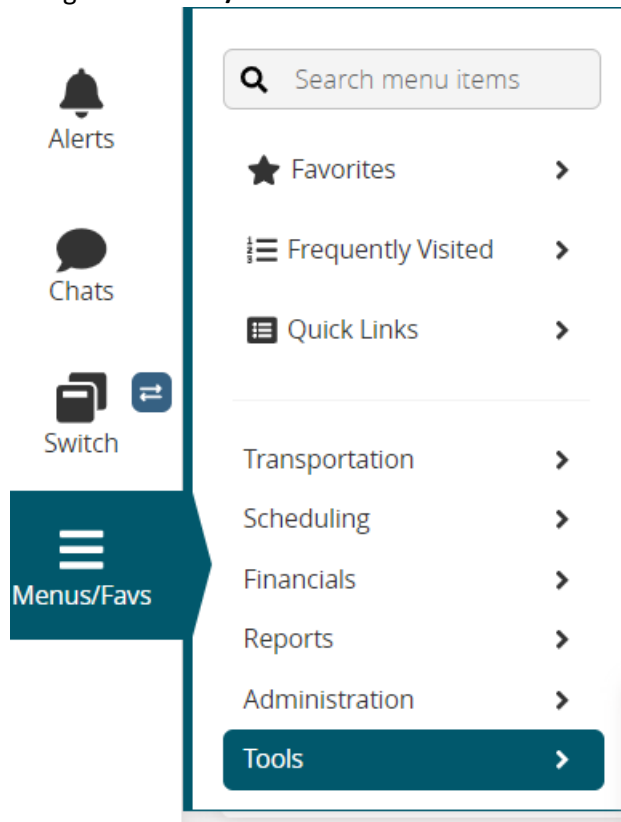 Search menu items
Alerts
Favorites
Frequently Visited
Chats
Quick Links
Switch
Transportation
Scheduling
Financials
Menus/Favs
Reports
Administration
Tools